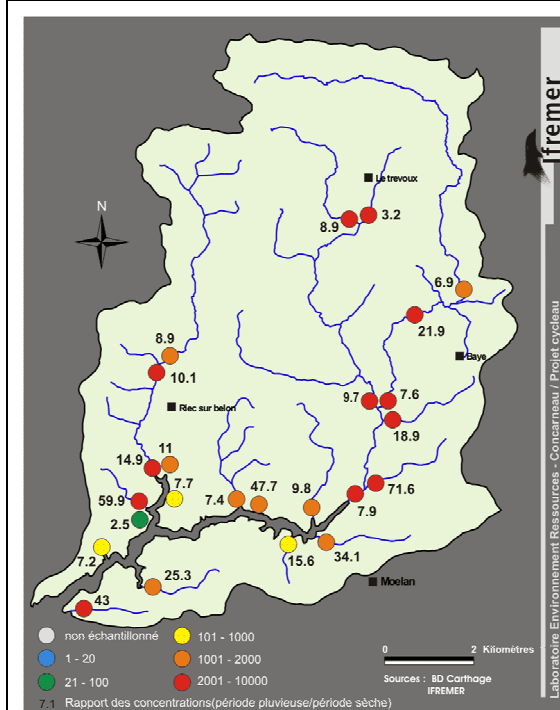 N
Le trevoux
8.9
3.2
6.9
21.9
8.9
10.1
Baye
Riec sur belon
9.7
7.6
18.9
14.9
11
7.7
59.9
2.5
7.4
47.7
9.8
71.6
7.9
7.2
15.6
34.1
25.3
Moelan
43
non échantillonné
101 - 1000
1 - 20
1001 - 2000
21 - 100
2001 - 10000
7.1 Rapport des concentrations(période pluvieuse/période sèche)
0 2 Kilomètres
Sources : BD Carthage
IFREMER
Ifremer
Laboratoire Environnement Ressources - Concarneau / Projet cycleau